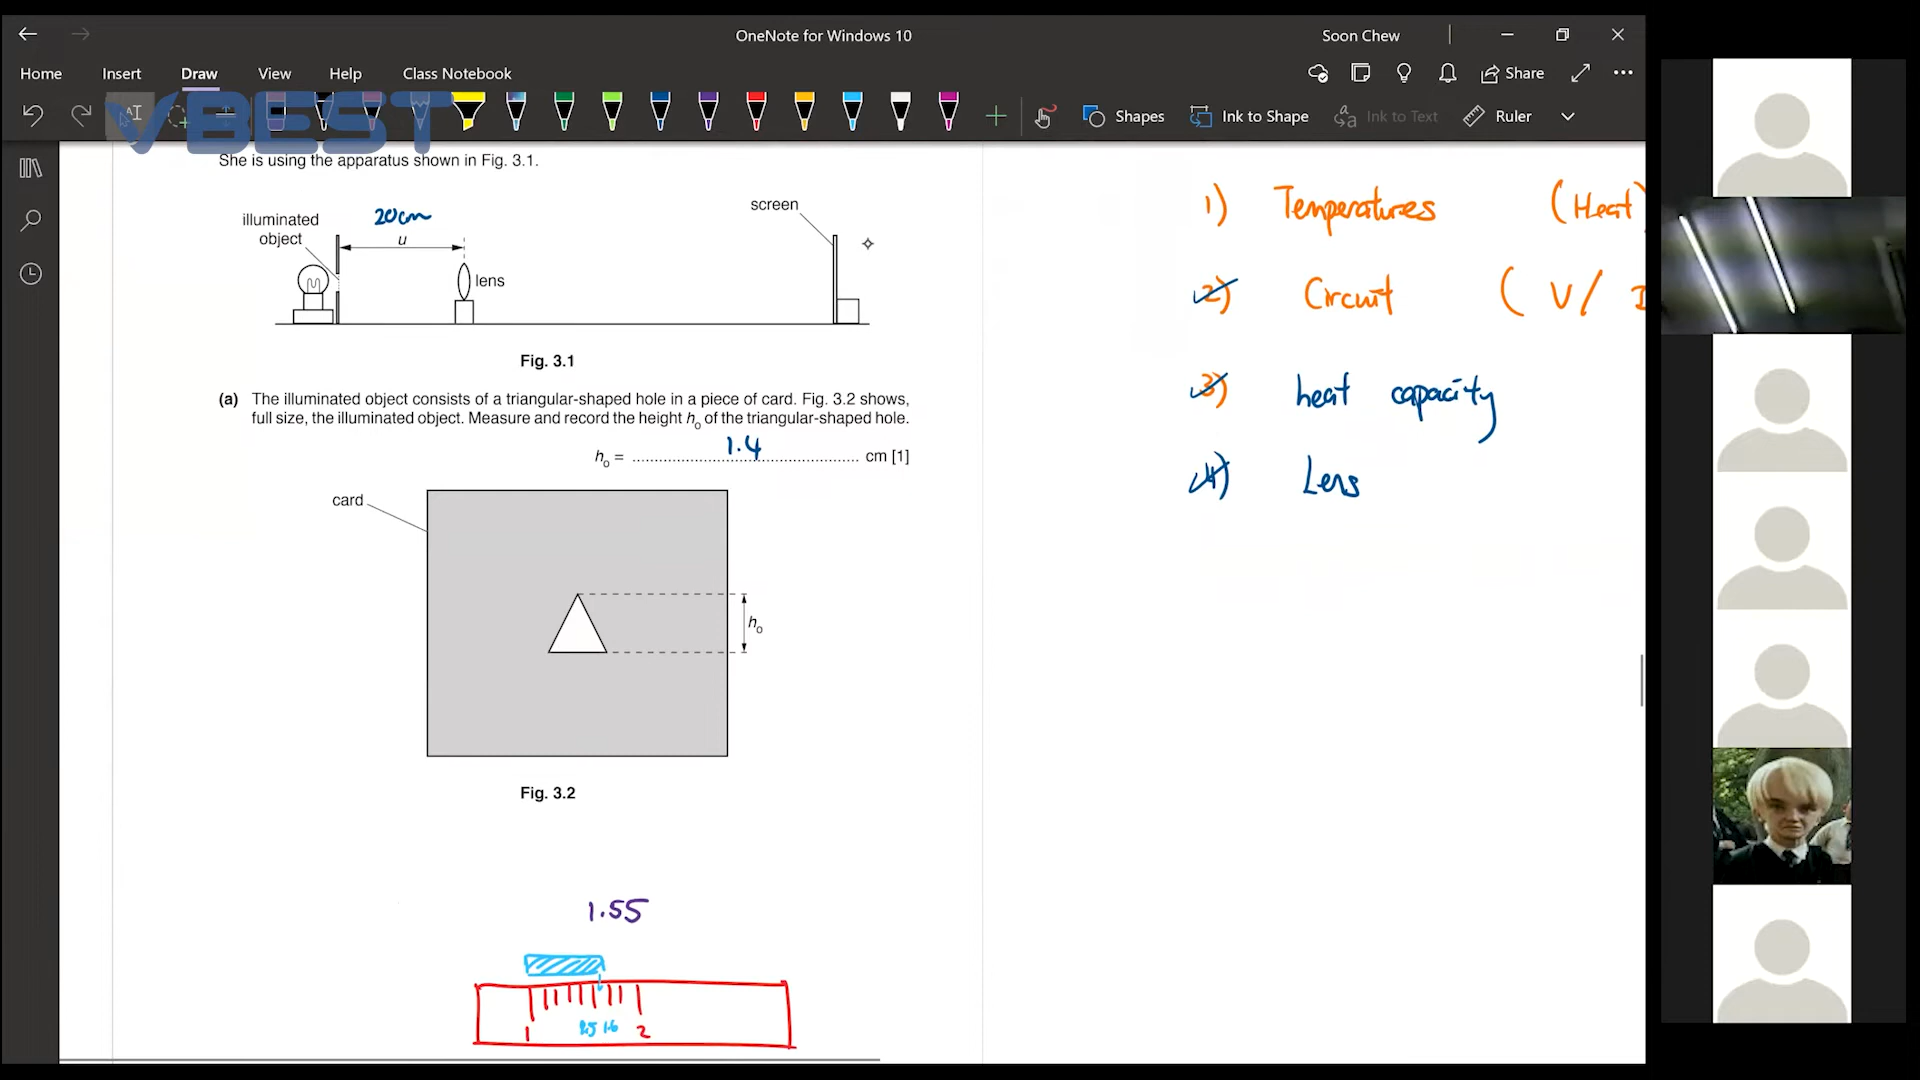 OneNote for Windows 10
Soon Chew
Home Insert Draw View Help Class Notebook
Share
VBEST
Shapes Ink to Shape Ink to Text Ruler
She is using the apparatus shown in Fig. 3.1.
illuminated object
20cm
u
lens
screen
Fig. 3.1
(a) The illuminated object consists of a triangular-shaped hole in a piece of card. Fig. 3.2 shows,
full size, the illuminated object. Measure and record the height ho of the triangular-shaped hole.
ho = 1.4 cm [1]
card
ho
Fig. 3.2
1.55
1 1.6 2
1) Temperatures (Heat)
2) Circuit ( V/ I
3) heat capacity
4) Lens